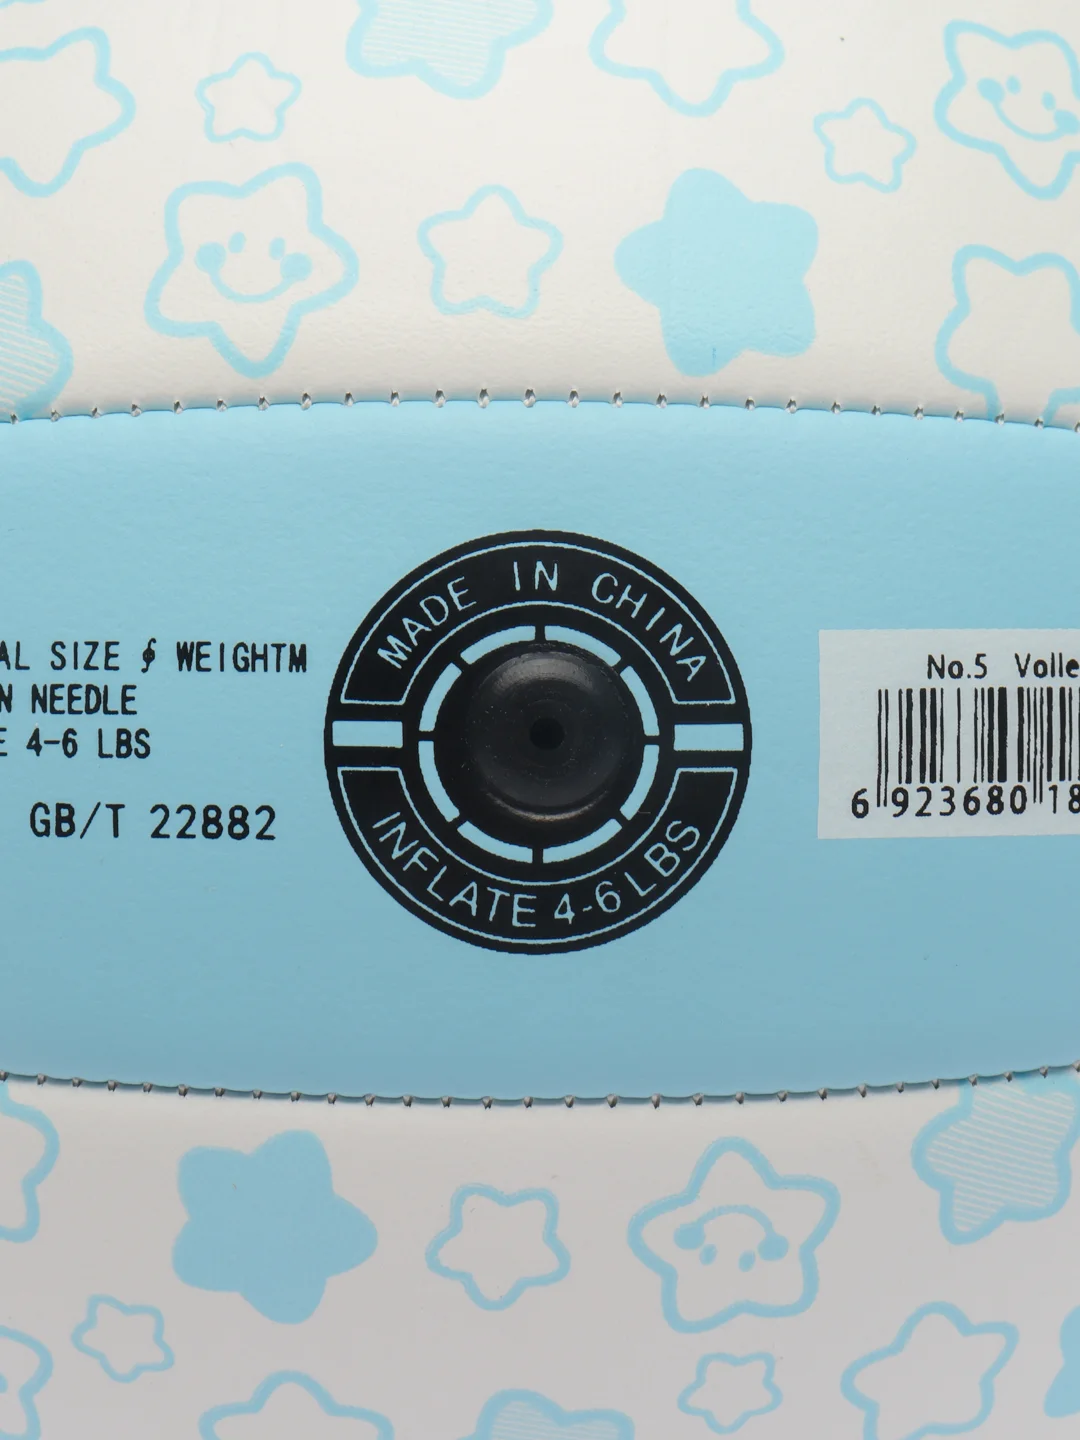 AL SIZE & WEIGHTM
N NEEDLE
E 4-6 LBS
GB/T 22882
MADE IN CHINA
INFLATE 4-6 LBS
No.5 Volle
6 923680 18